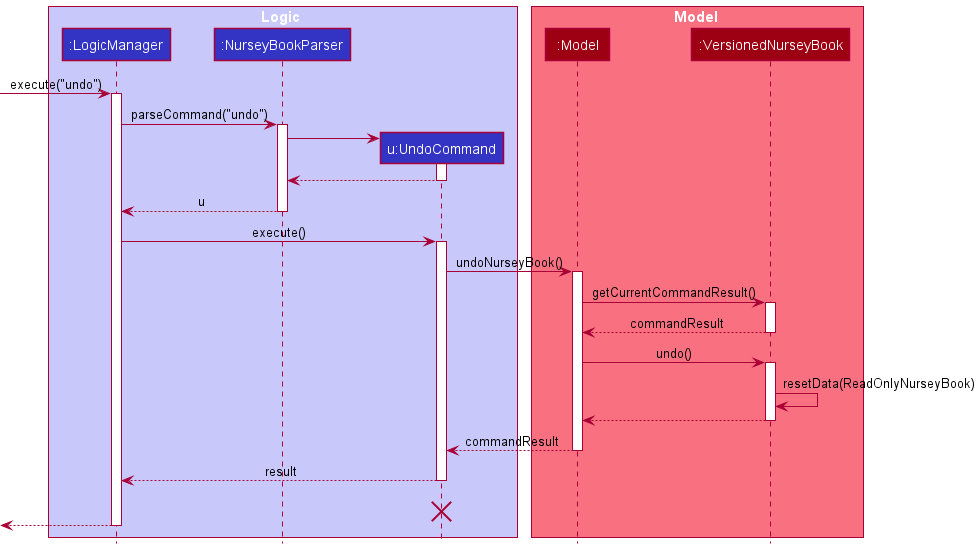 Logic
Model
:LogicManager
:NurseyBookParser
:Model
:VersionedNurseyBook
execute("undo")
parseCommand("undo")
u:UndoCommand
u
execute()
undoNurseyBook()
getCurrentCommandResult()
commandResult
undo()
resetData(ReadOnlyNurseyBook)
commandResult
result